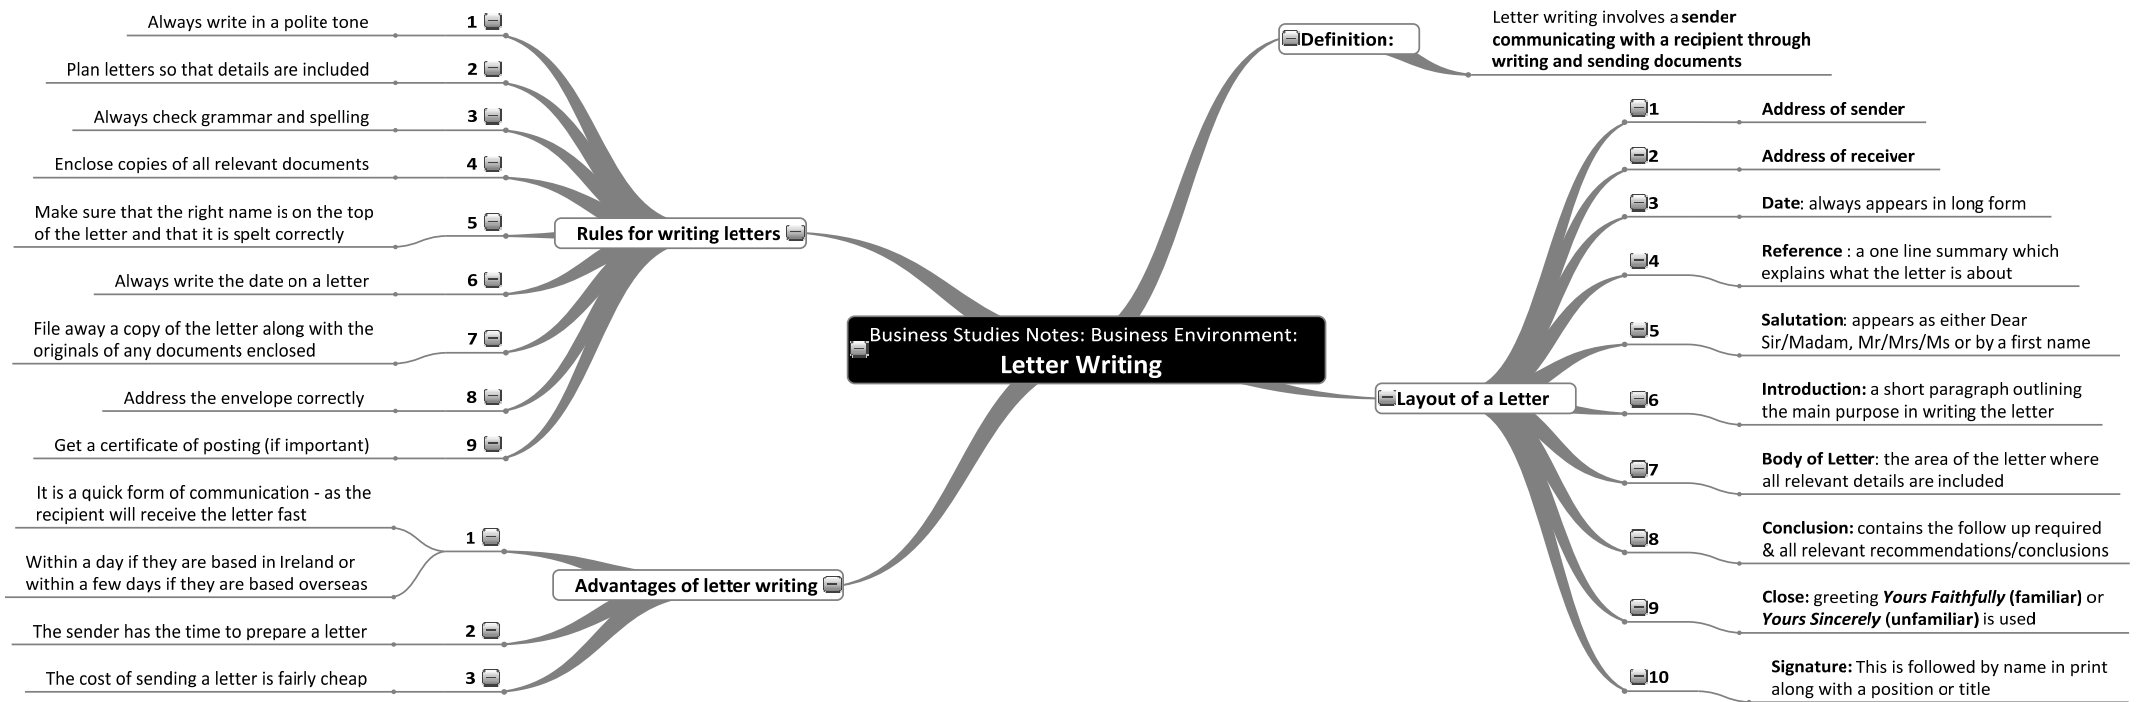 Business Studies Notes: Business Environment:
Letter Writing
Definition:
Letter writing involves a sender
communicating with a recipient through
writing and sending documents
Layout of a Letter
1
Address of sender
2
Address of receiver
3
Date: always appears in long form
4
Reference : a one line summary which
explains what the letter is about
5
Salutation: appears as either Dear
Sir/Madam, Mr/Mrs/Ms or by a first name
6
Introduction: a short paragraph outlining
the main purpose in writing the letter
7
Body of Letter: the area of the letter where
all relevant details are included
8
Conclusion: contains the follow up required
& all relevant recommendations/conclusions
9
Close: greeting Yours Faithfully (familiar) or
Yours Sincerely (unfamiliar) is used
10
Signature: This is followed by name in print
along with a position or title
Rules for writing letters
1
Always write in a polite tone
2
Plan letters so that details are included
3
Always check grammar and spelling
4
Enclose copies of all relevant documents
5
Make sure that the right name is on the top
of the letter and that it is spelt correctly
6
Always write the date on a letter
7
File away a copy of the letter along with the
originals of any documents enclosed
8
Address the envelope correctly
9
Get a certificate of posting (if important)
Advantages of letter writing
1
It is a quick form of communication - as the
recipient will receive the letter fast
Within a day if they are based in Ireland or
within a few days if they are based overseas
2
The sender has the time to prepare a letter
3
The cost of sending a letter is fairly cheap